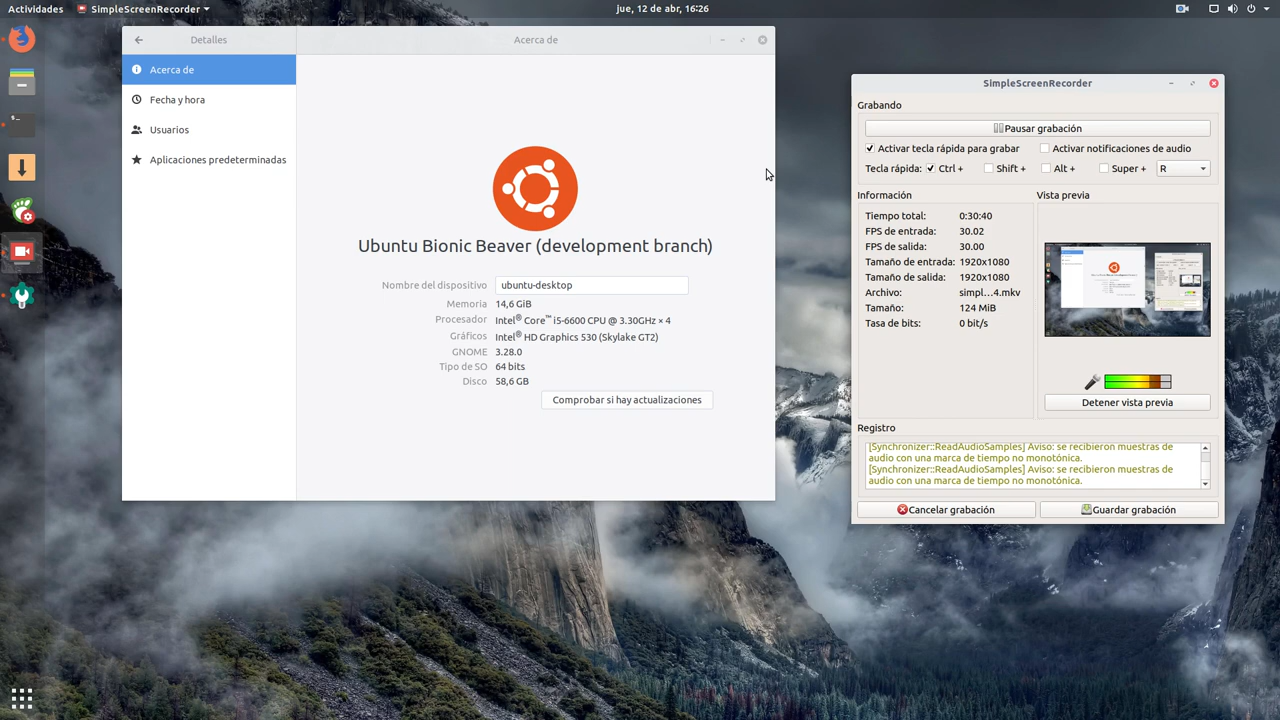 Actividades
SimpleScreenRecorder
jue, 12 de abr, 16:26
Detalles
Acerca de
Acerca de
Fecha y hora
Usuarios
Aplicaciones predeterminadas
Ubuntu Bionic Beaver (development branch)
Nombre del dispositivo ubuntu-desktop
Memoria 14,6 GiB
Procesador Intel® Core™ i5-6600 CPU @ 3.30GHz × 4
Gráficos Intel® HD Graphics 530 (Skylake GT2)
GNOME 3.28.0
Tipo de SO 64 bits
Disco 58,6 GB
Comprobar si hay actualizaciones
SimpleScreenRecorder
Grabando
Pausar grabación
Activar tecla rápida para grabar Activar notificaciones de audio
Tecla rápida: Ctrl + Shift + Alt + Super + R
Información
Tiempo total: 0:30:40
FPS de entrada: 30.02
FPS de salida: 30.00
Tamaño de entrada: 1920x1080
Tamaño de salida: 1920x1080
Archivo: simpl...4.mkv
Tamaño: 124 MiB
Tasa de bits: 0 bit/s
Vista previa
Detener vista previa
Registro
[Synchronizer::ReadAudioSamples] Aviso: se recibieron muestras de
audio con una marca de tiempo no monotónica.
[Synchronizer::ReadAudioSamples] Aviso: se recibieron muestras de
audio con una marca de tiempo no monotónica.
Cancelar grabación
Guardar grabación